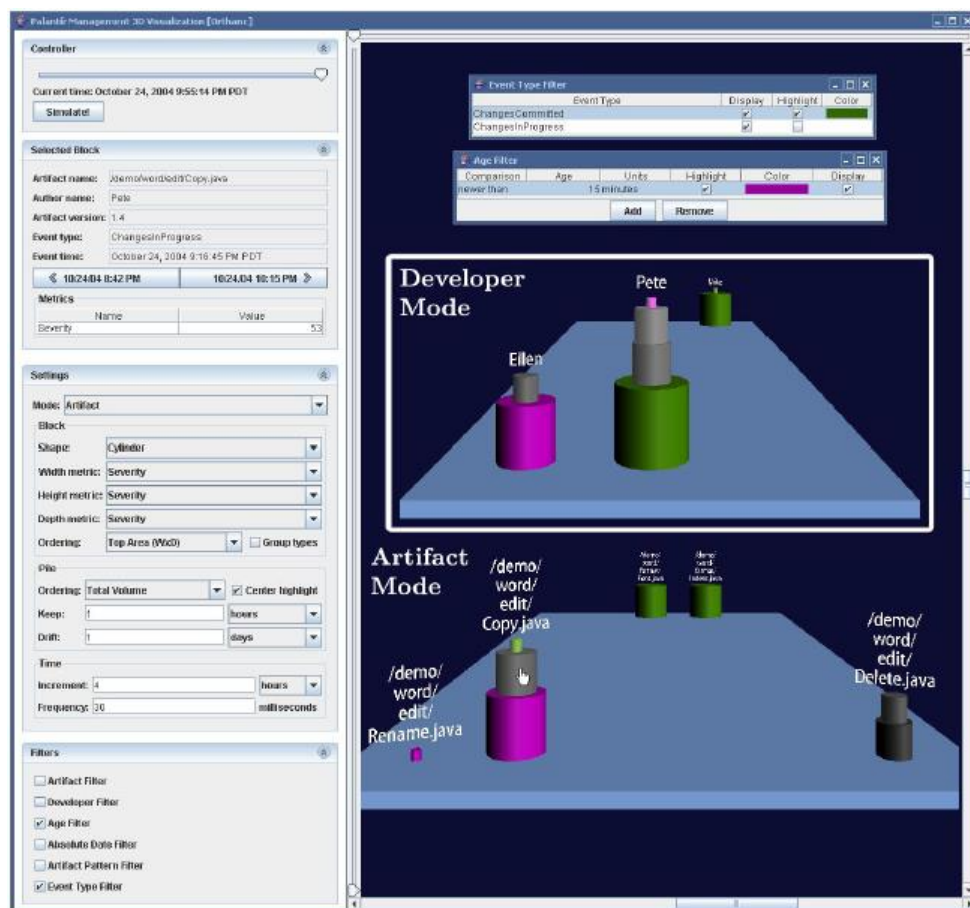 Palantír Management 3D Visualization [Orthanc]
Controller
Current time: October 24, 2004 9:55:14 PM PDT
Simulate!
Selected Block
Artifact name: /demo/word/edit/Copy.java
Author name: Pete
Artifact version: 1.4
Event type: ChangesInProgress
Event time: October 24, 2004 9:16:45 PM PDT
10/24/04 8:42 PM 10/24/04 10:15 PM
Metrics
Name Value
Severity 53
Settings
Mode: Artifact
Block
Shape: Cylinder
Width metric: Severity
Height metric: Severity
Depth metric: Severity
Ordering: Top Area (WxD) Group types
Pile
Ordering: Total Volume Center highlight
Keep: 1 hours
Drift: 1 days
Time
Increment: 4 hours
Frequency: 30 milliseconds
Filters
Artifact Filter
Developer Filter
Age Filter
Absolute Date Filter
Artifact Pattern Filter
Event Type Filter
Event Type Filter
Event Type Display Highlight Color
ChangesCommitted
ChangesInProgress
Age Filter
Comparison Age Units Highlight Color Display
newer than 15 minutes
Add Remove
Developer
Mode
Ellen
Pete
Mike
Artifact
Mode
/demo/
word/
edit/
Copy.java
/demo/
word/
edit/
Rename.java
/demo/
word/
/demo/
word/
/demo/
word/
edit/
Delete.java